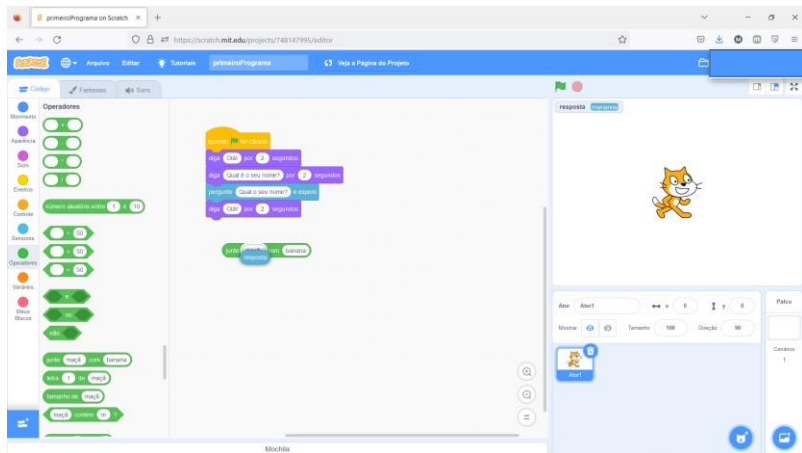 primeiroPrograma on Scratch
https://scratch.mit.edu/projects/748147995/editor
SCRATCH
Arquivo Editar Tutoriais primeiroPrograma Veja a Página do Projeto
Código Fantasias Sons
Movimento
Aparência
Som
Eventos
Controle
Sensores
Operadores
Variáveis
Meus Blocos
Operadores
+
-
*
número aleatório entre 1 e 10
50
50
50
e
ou
não
junte maçã com banana
letra 1 de maçã
tamanho de maçã
maçã contém m ?
quando for clicado
diga Olá! por 2 segundos
diga Qual é o seu nome? por 2 segundos
pergunte Qual o seu nome? e espere
diga Olá! por 2 segundos
junte com banana
resposta
resposta
Ator Ator1 x 0 y 0
Mostrar Tamanho 100 Direção 90
Ator1
Palco
Cenários
1
Mochila